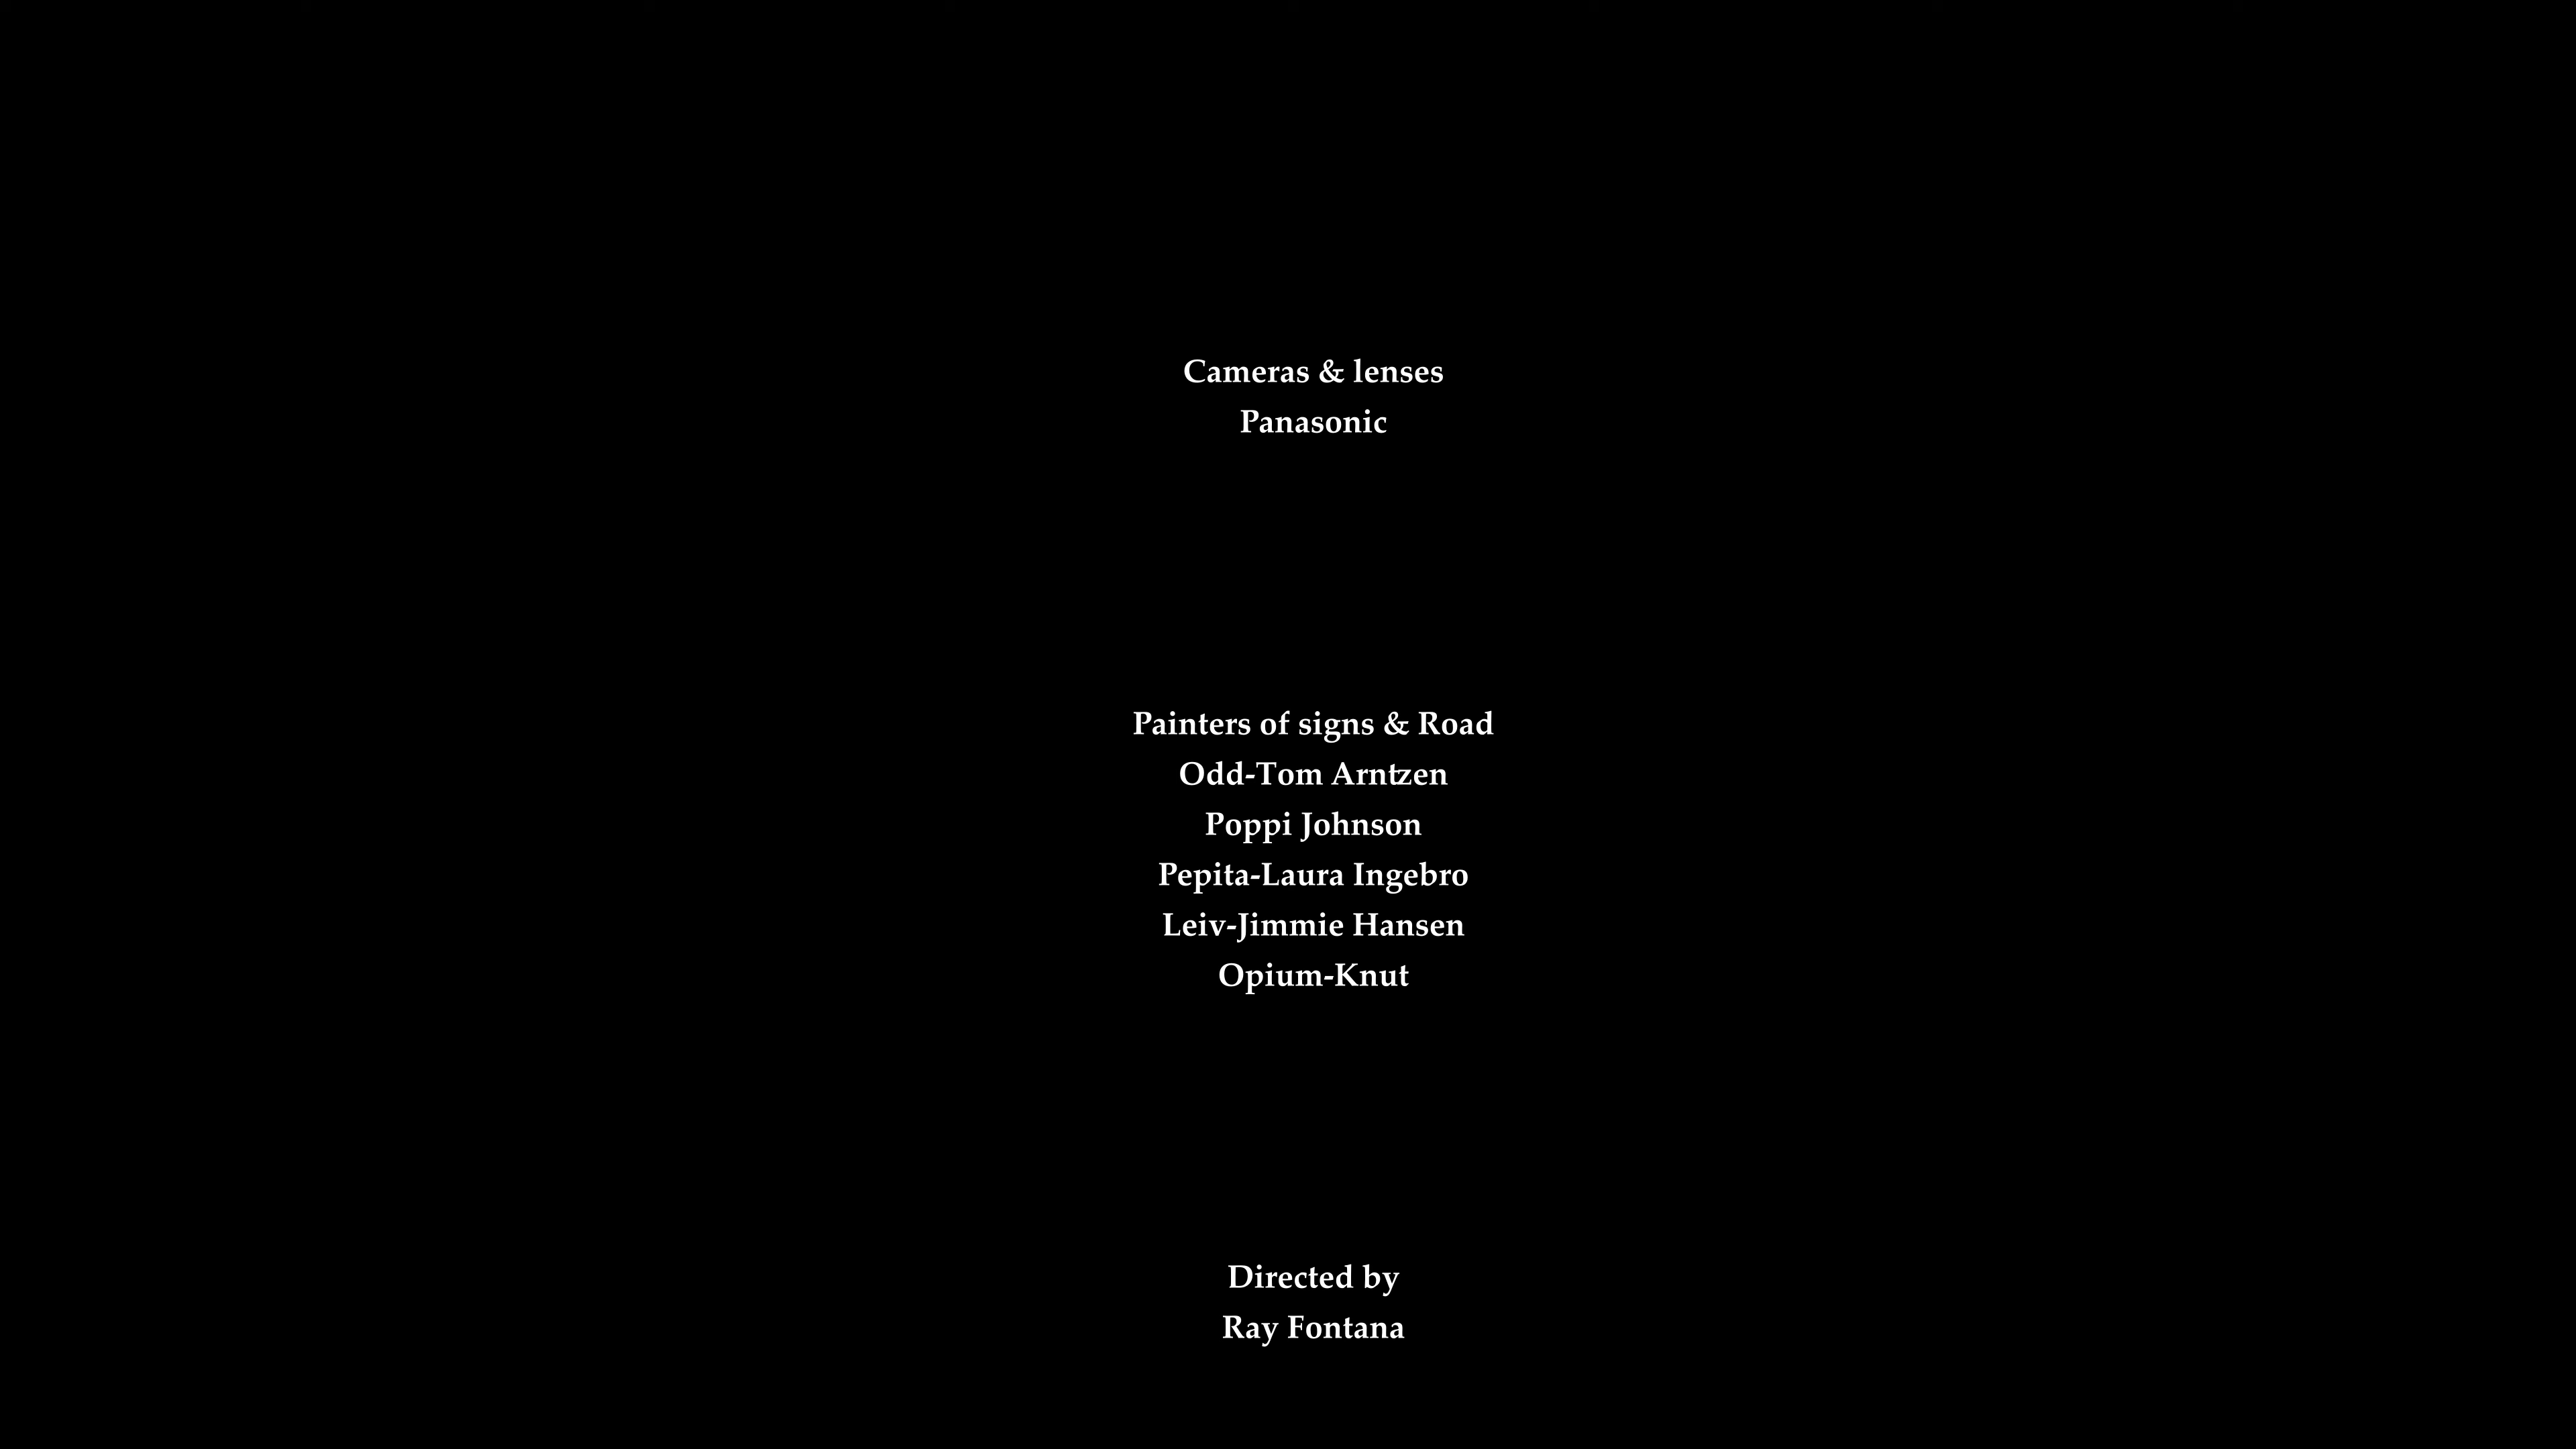 Cameras & lenses
Panasonic
Painters of signs & Road
Odd-Tom Arntzen
Poppi Johnson
Pepita-Laura Ingebro
Leiv-Jimmie Hansen
Opium-Knut
Directed by
Ray Fontana